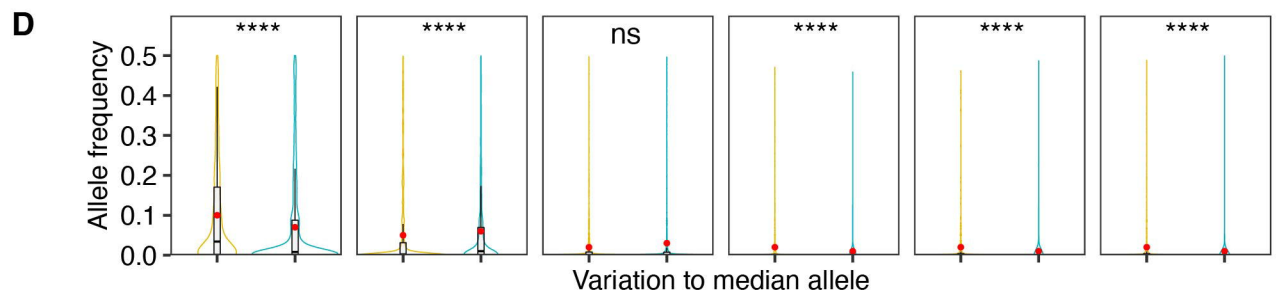 D
**** **** ns **** **** ****
Allele frequency
0.5
0.4
0.3
0.2
0.1
0.0
Variation to median allele